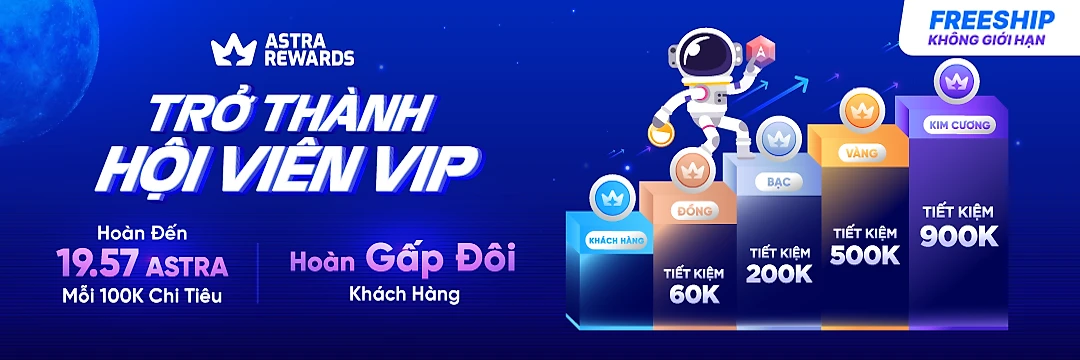 ASTRA
REWARDS
TRỞ THÀNH
HỘI VIÊN VIP
Hoàn Đến
19.57 ASTRA
Mỗi 100K Chi Tiêu
Hoàn Gấp Đôi
Khách Hàng
FREESHIP
KHÔNG GIỚI HẠN
A
KHÁCH HÀNG
ĐỒNG
TIẾT KIỆM
60K
BẠC
TIẾT KIỆM
200K
VÀNG
TIẾT KIỆM
500K
KIM CƯƠNG
TIẾT KIỆM
900K